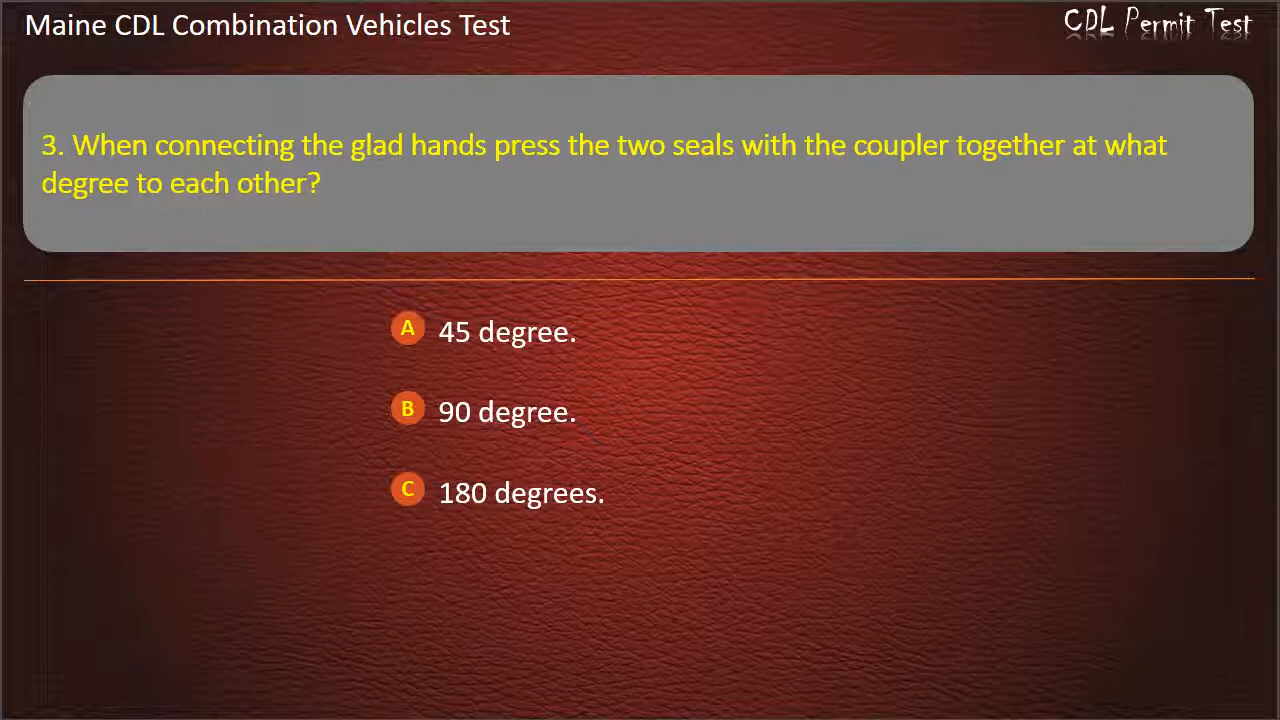 Maine CDL Combination Vehicles Test
CDL Permit Test
3. When connecting the glad hands press the two seals with the coupler together at what
degree to each other?
A 45 degree.
B 90 degree.
C 180 degrees.